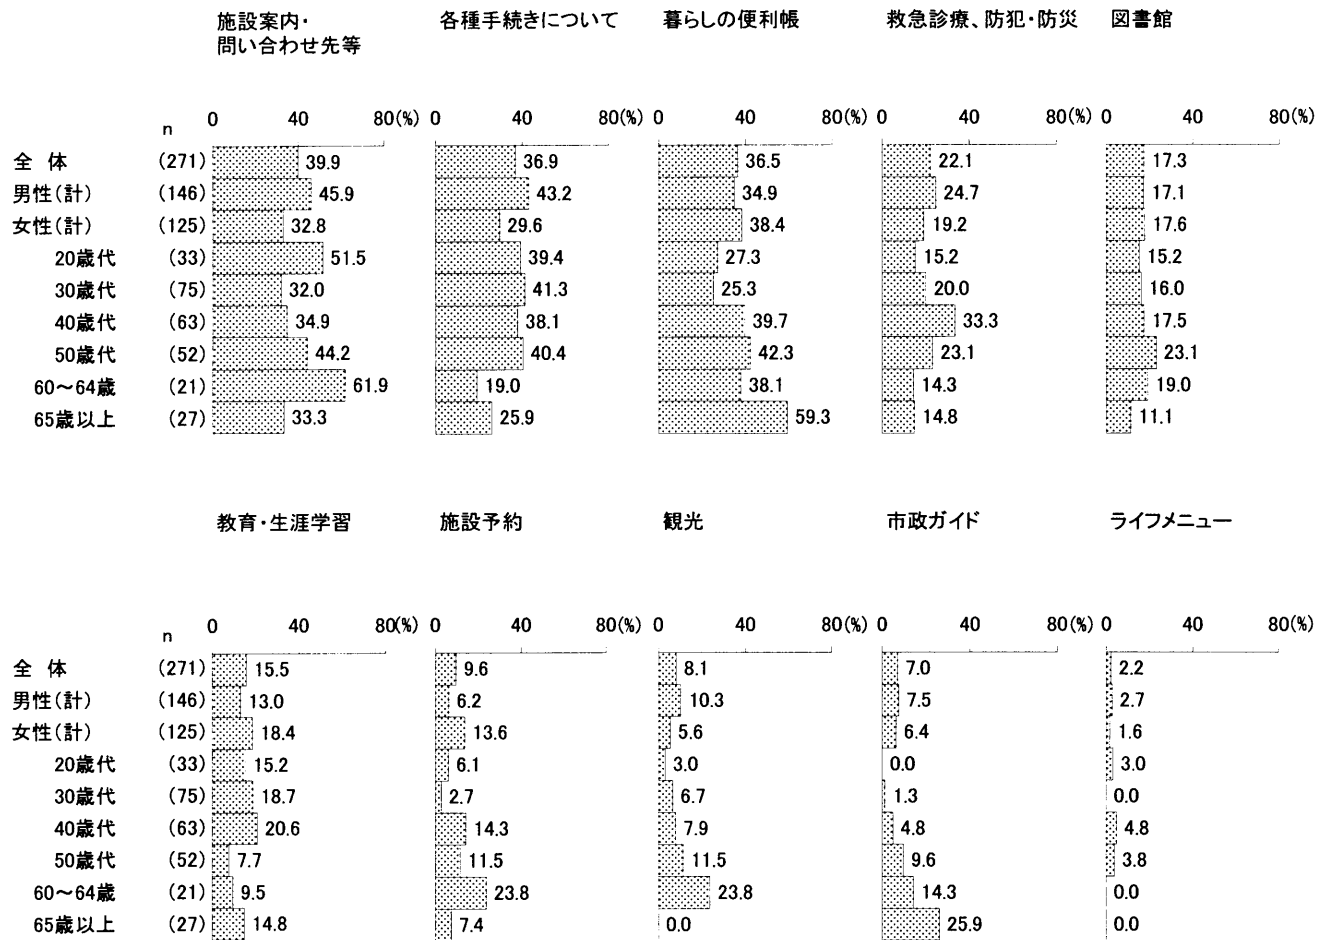 施設案内・
問い合わせ先等
各種手続きについて
暮らしの便利帳
救急診療、防犯・防災
図書館
n 0 40 80(%) 0 40 80(%) 0 40 80(%) 0 40 80(%) 0 40 80(%)
全 体 (271) 39.9 36.9 36.5 22.1 17.3
男性(計) (146) 45.9 43.2 34.9 24.7 17.1
女性(計) (125) 32.8 29.6 38.4 19.2 17.6
20歳代 (33) 51.5 39.4 27.3 15.2 15.2
30歳代 (75) 32.0 41.3 25.3 20.0 16.0
40歳代 (63) 34.9 38.1 39.7 33.3 17.5
50歳代 (52) 44.2 40.4 42.3 23.1 23.1
60～64歳 (21) 61.9 19.0 38.1 14.3 19.0
65歳以上 (27) 33.3 25.9 59.3 14.8 11.1
教育・生涯学習 施設予約 観光 市政ガイド ライフメニュー
n 0 40 80(%) 0 40 80(%) 0 40 80(%) 0 40 80(%) 0 40 80(%)
全 体 (271) 15.5 9.6 8.1 7.0 2.2
男性(計) (146) 13.0 6.2 10.3 7.5 2.7
女性(計) (125) 18.4 13.6 5.6 6.4 1.6
20歳代 (33) 15.2 6.1 3.0 0.0 3.0
30歳代 (75) 18.7 2.7 6.7 1.3 0.0
40歳代 (63) 20.6 14.3 7.9 4.8 4.8
50歳代 (52) 7.7 11.5 11.5 9.6 3.8
60～64歳 (21) 9.5 23.8 23.8 14.3 0.0
65歳以上 (27) 14.8 7.4 0.0 25.9 0.0